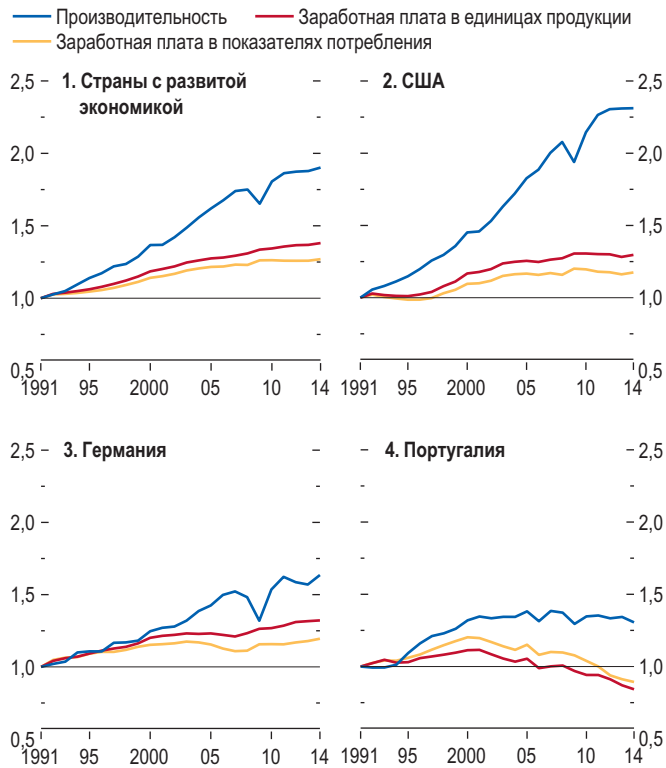 Производительность Заработная плата в единицах продукции
Заработная плата в показателях потребления
1. Страны с развитой
экономикой
2,5
2,0
1,5
1,0
0,5
1991 95 2000 05 10 14
2. США
2,5
2,0
1,5
1,0
0,5
1991 95 2000 05 10 14
3. Германия
2,5
2,0
1,5
1,0
0,5
1991 95 2000 05 10 14
4. Португалия
2,5
2,0
1,5
1,0
0,5
1991 95 2000 05 10 14